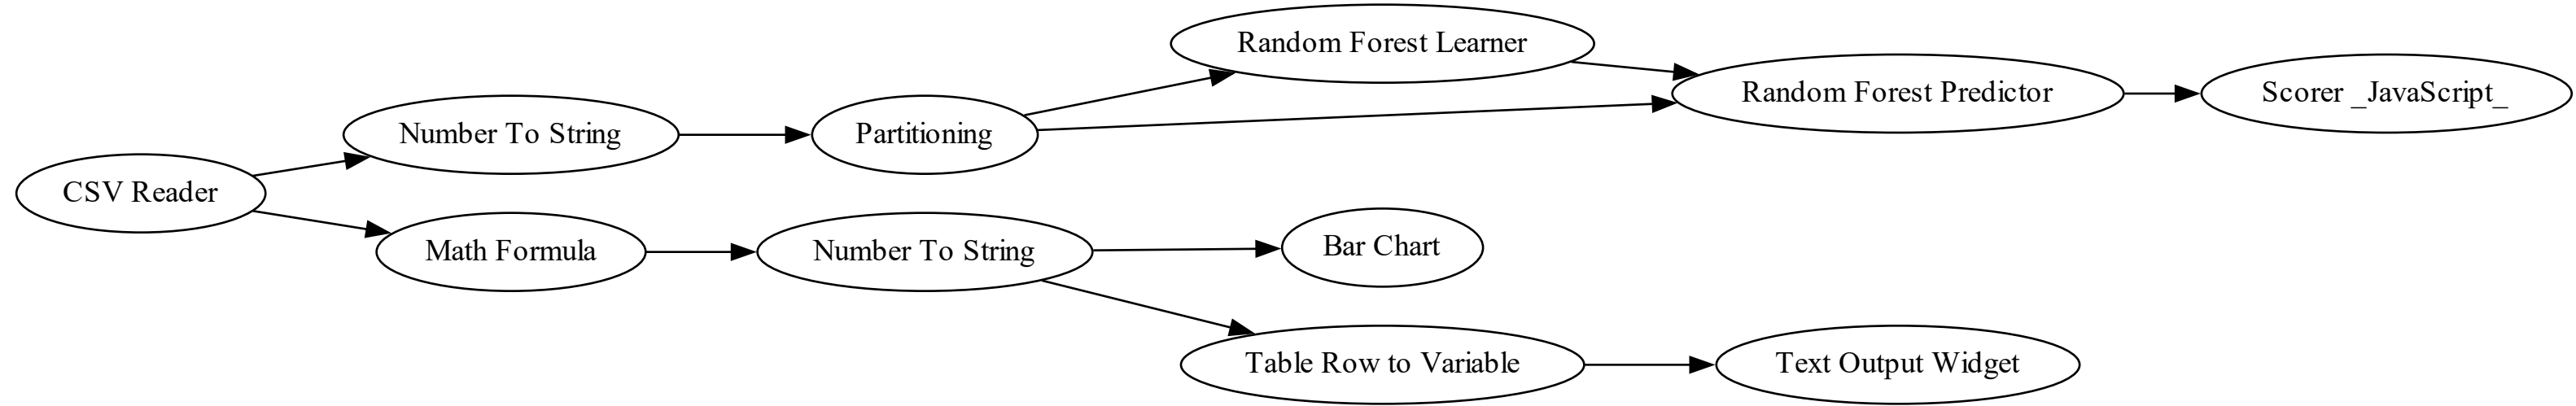 Random Forest Learner
Random Forest Predictor
Scorer _JavaScript_
Number To String
Partitioning
CSV Reader
Math Formula
Number To String
Bar Chart
Table Row to Variable
Text Output Widget